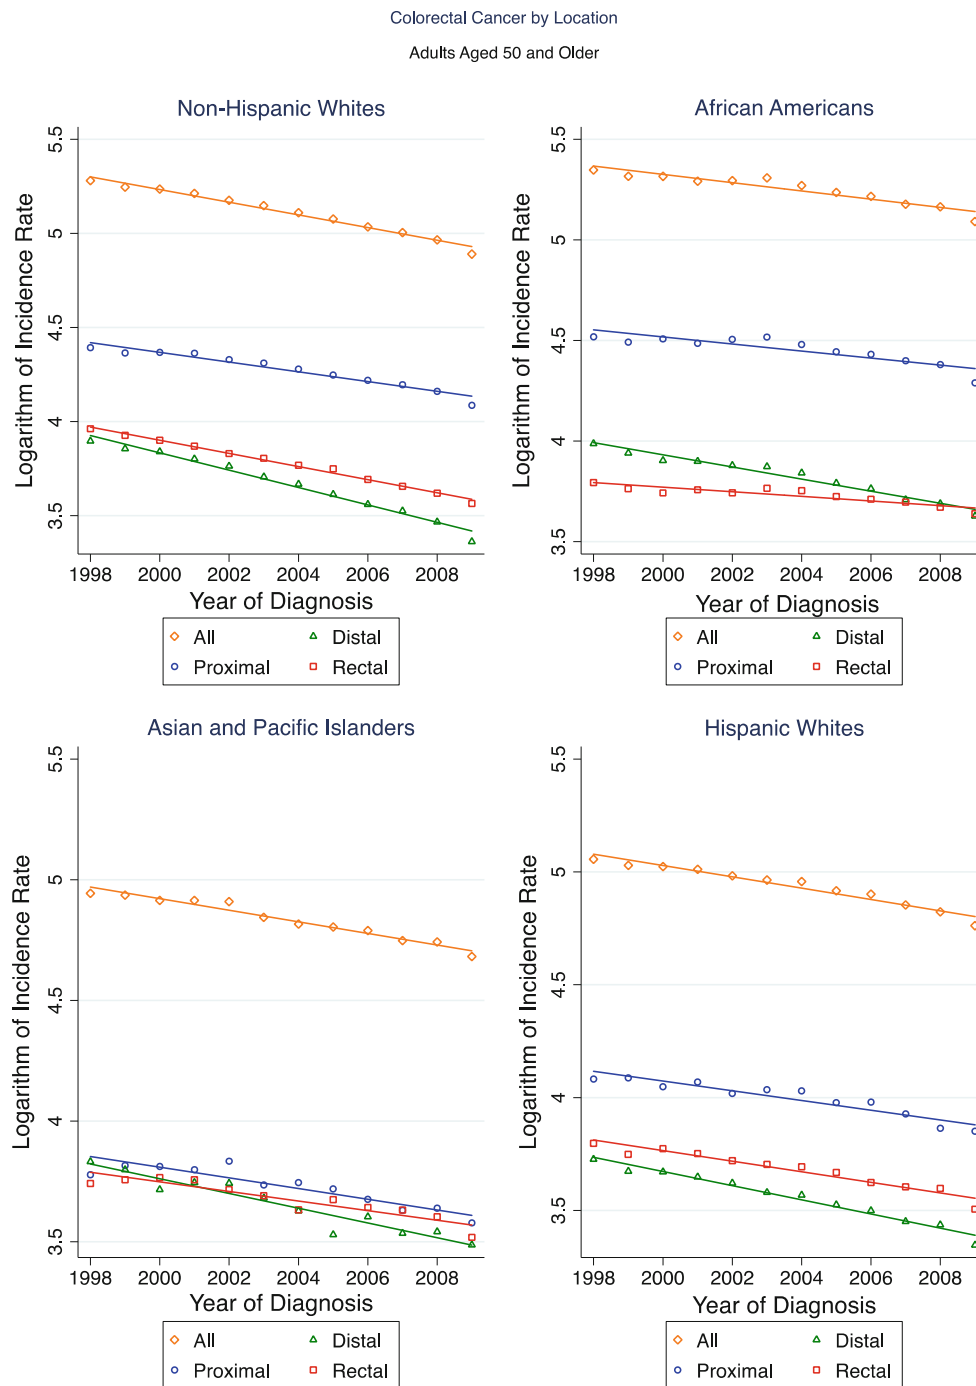 Colorectal Cancer by Location
Adults Aged 50 and Older
Non-Hispanic Whites
Logarithm of Incidence Rate
5.5
5
4.5
4
3.5
1998 2000 2002 2004 2006 2008
Year of Diagnosis
All Distal
Proximal Rectal
African Americans
Logarithm of Incidence Rate
5.5
5
4.5
4
3.5
1998 2000 2002 2004 2006 2008
Year of Diagnosis
All Distal
Proximal Rectal
Asian and Pacific Islanders
Logarithm of Incidence Rate
5.5
5
4.5
4
3.5
1998 2000 2002 2004 2006 2008
Year of Diagnosis
All Distal
Proximal Rectal
Hispanic Whites
Logarithm of Incidence Rate
5.5
5
4.5
4
3.5
1998 2000 2002 2004 2006 2008
Year of Diagnosis
All Distal
Proximal Rectal